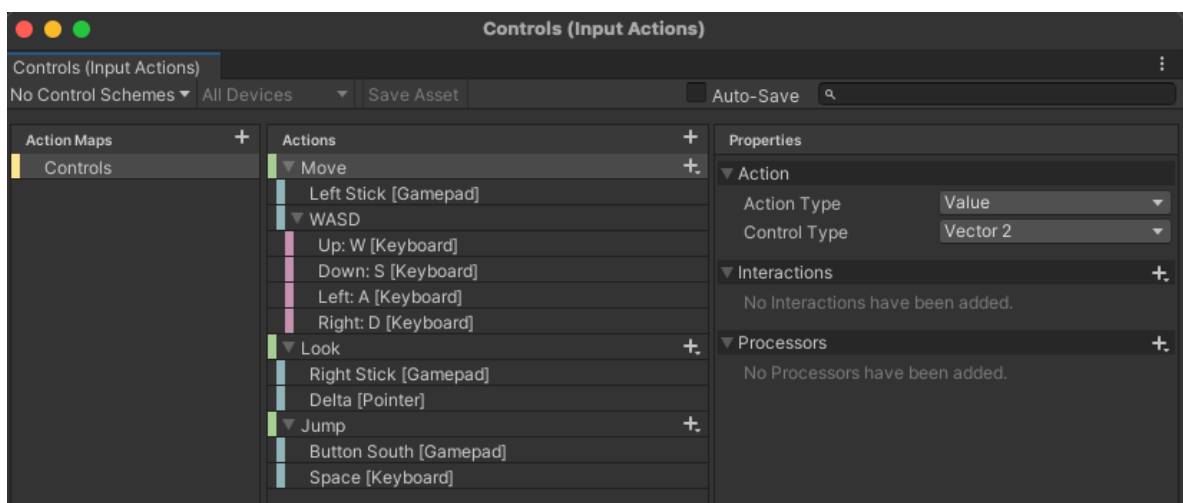 Controls (Input Actions)
Controls (Input Actions)
No Control Schemes All Devices Save Asset Auto-Save
Action Maps
Controls
Actions
Move
Left Stick [Gamepad]
WASD
Up: W [Keyboard]
Down: S [Keyboard]
Left: A [Keyboard]
Right: D [Keyboard]
Look
Right Stick [Gamepad]
Delta [Pointer]
Jump
Button South [Gamepad]
Space [Keyboard]
Properties
Action
Action Type Value
Control Type Vector 2
Interactions
No Interactions have been added.
Processors
No Processors have been added.